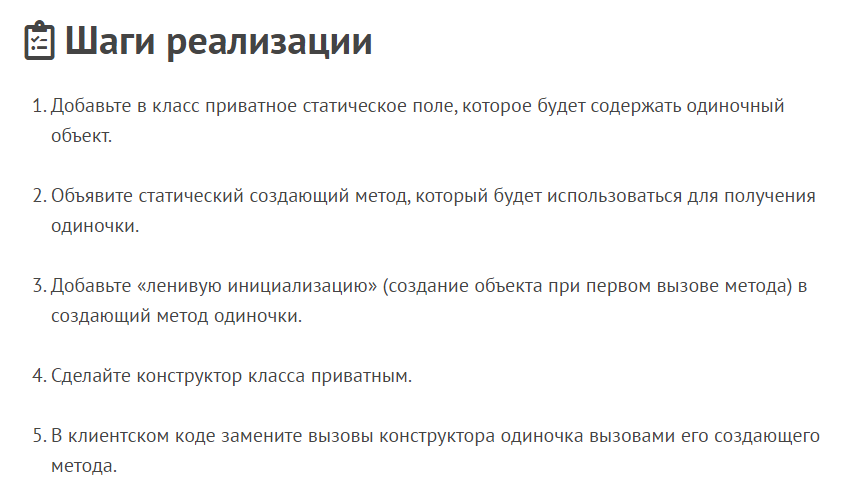 Шаги реализации
1. Добавьте в класс приватное статическое поле, которое будет содержать одиночный
объект.
2. Объявите статический создающий метод, который будет использоваться для получения
одиночки.
3. Добавьте «ленивую инициализацию» (создание объекта при первом вызове метода) в
создающий метод одиночки.
4. Сделайте конструктор класса приватным.
5. В клиентском коде замените вызовы конструктора одиночка вызовами его создающего
метода.